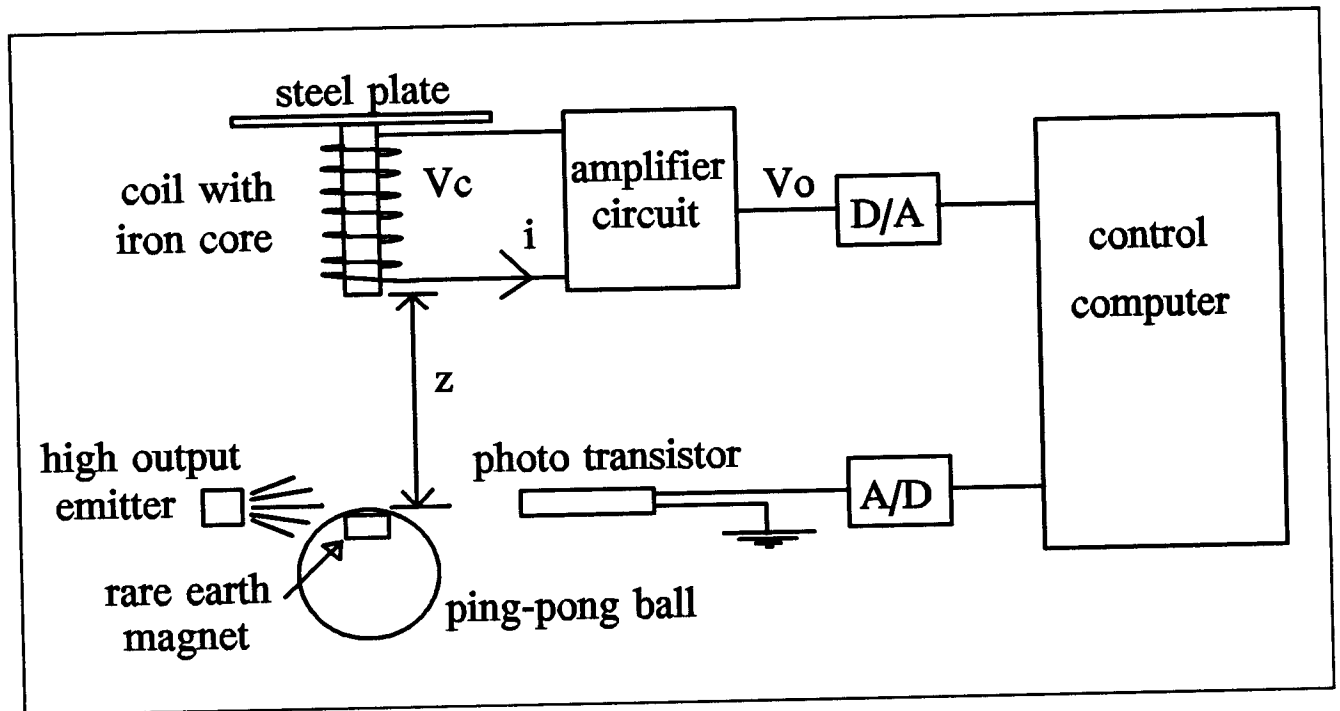 steel plate
coil with
iron core
Vc
i
amplifier
circuit
Vo
D/A
control
computer
z
high output
emitter
photo transistor
A/D
rare earth
magnet
ping-pong ball